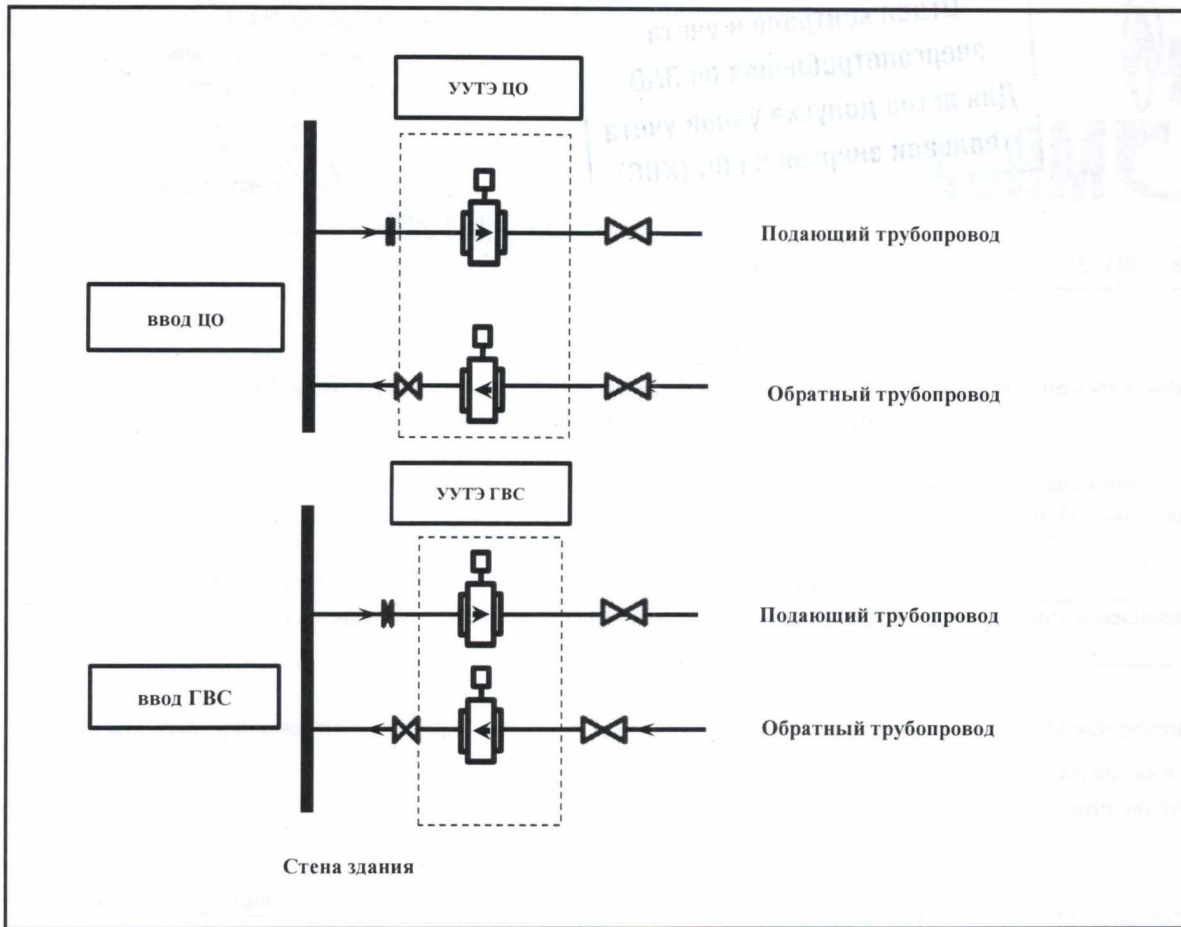 УУТЭ ЦО
Подающий трубопровод
ввод ЦО
Обратный трубопровод
УУТЭ ГВС
Подающий трубопровод
ввод ГВС
Обратный трубопровод
Стена здания